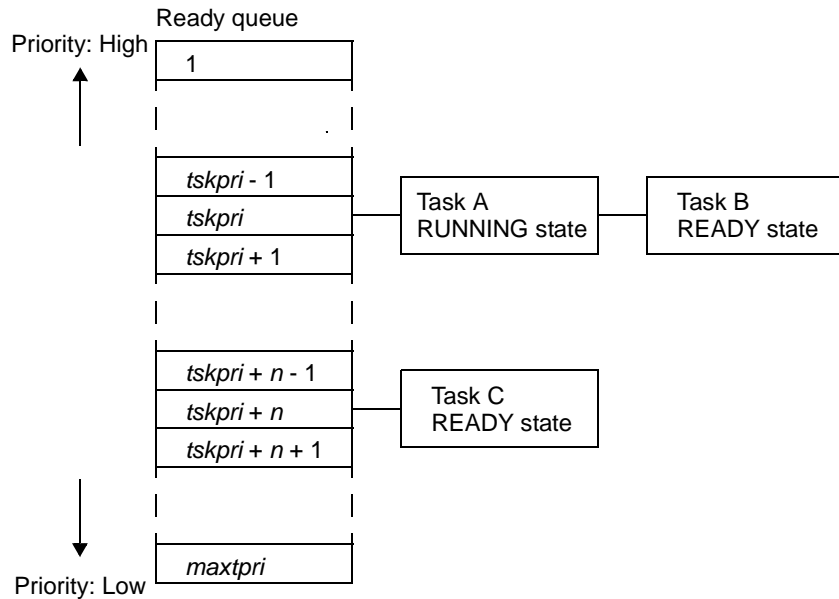 Ready queue
Priority: High
1
tskpri - 1
tskpri
tskpri + 1
Task A
RUNNING state
Task B
READY state
tskpri + n - 1
tskpri + n
tskpri + n + 1
Task C
READY state
maxtpri
Priority: Low